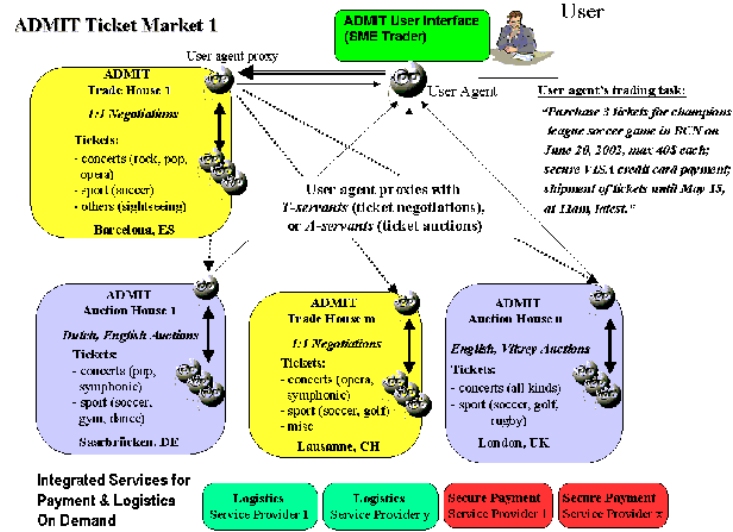 ADMIT Ticket Market 1
ADMIT User Interface
(SME Trader)
User
User agent proxy
User Agent
ADMIT
Trade House 1
1:1 Negotiations
Tickets:
- concerts (rock, pop,
opera)
- sport (soccer)
- others (sightseeing)
Barcelona, ES
User agent's trading task:
"Purchase 3 tickets for champions
league soccer game in BCN on
June 20, 2002, max 40$ each;
secure VISA credit card payment;
shipment of tickets until May 15,
at 11am, latest."
User agent proxies with
T-servants (ticket negotiations),
or A-servants (ticket auctions)
ADMIT
Auction House 1
Dutch, English Auctions
Tickets:
- concerts (pop,
symphonic)
- sport (soccer,
gym, dance)
Saarbrücken, DE
ADMIT
Trade House m
1:1 Negotiations
Tickets:
- concerts (opera,
symphonic)
- sport (soccer, golf)
- misc
Lausanne, CH
ADMIT
Auction House n
English, Vikrey Auctions
Tickets:
- concerts (all kinds)
- sport (soccer, golf,
rugby)
London, UK
Integrated Services for
Payment & Logistics
On Demand
Logistics
Service Provider 1
Logistics
Service Provider y
Secure Payment
Service Provider 1
Secure Payment
Service Provider x